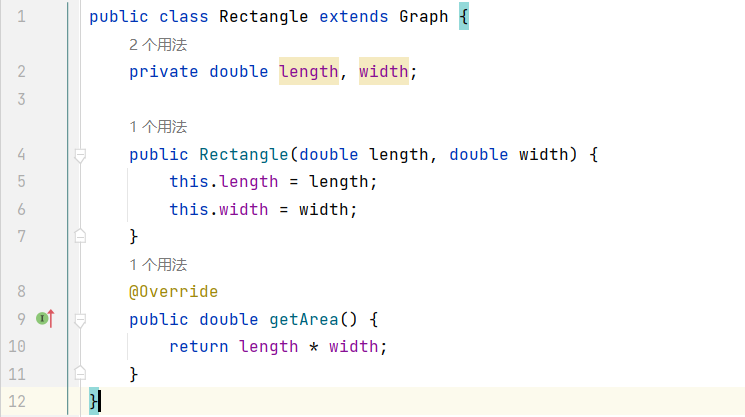 1 public class Rectangle extends Graph {
2 个用法
2 private double length, width;
3
1 个用法
4 public Rectangle(double length, double width) {
5 this.length = length;
6 this.width = width;
7 }
1 个用法
8 @Override
9 public double getArea() {
10 return length * width;
11 }
12 }